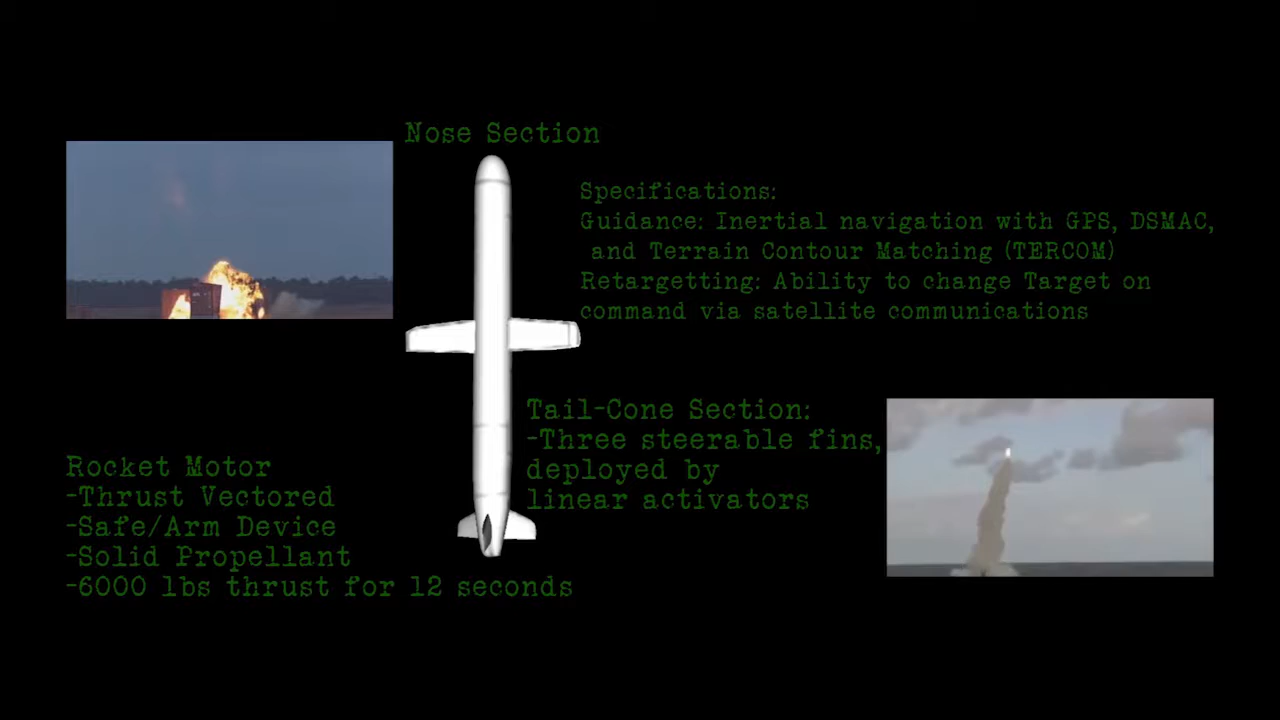 Nose Section
Specifications:
Guidance: Inertial navigation with GPS, DSMAC,
and Terrain Contour Matching (TERCOM)
Retargetting: Ability to change Target on
command via satellite communications
Tail-Cone Section:
-Three steerable fins,
deployed by
linear activators
Rocket Motor
-Thrust Vectored
-Safe/Arm Device
-Solid Propellant
-6000 lbs thrust for 12 seconds